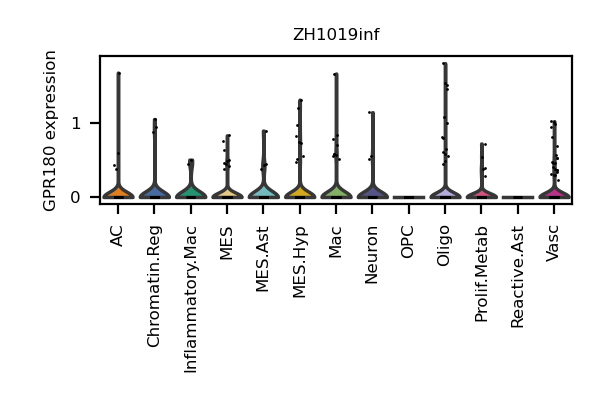 ZH1019inf
GPR180 expression
1
0
AC
Chromatin.Reg
Inflammatory.Mac
MES
MES.Ast
MES.Hyp
Mac
Neuron
OPC
Oligo
Prolif.Metab
Reactive.Ast
Vasc